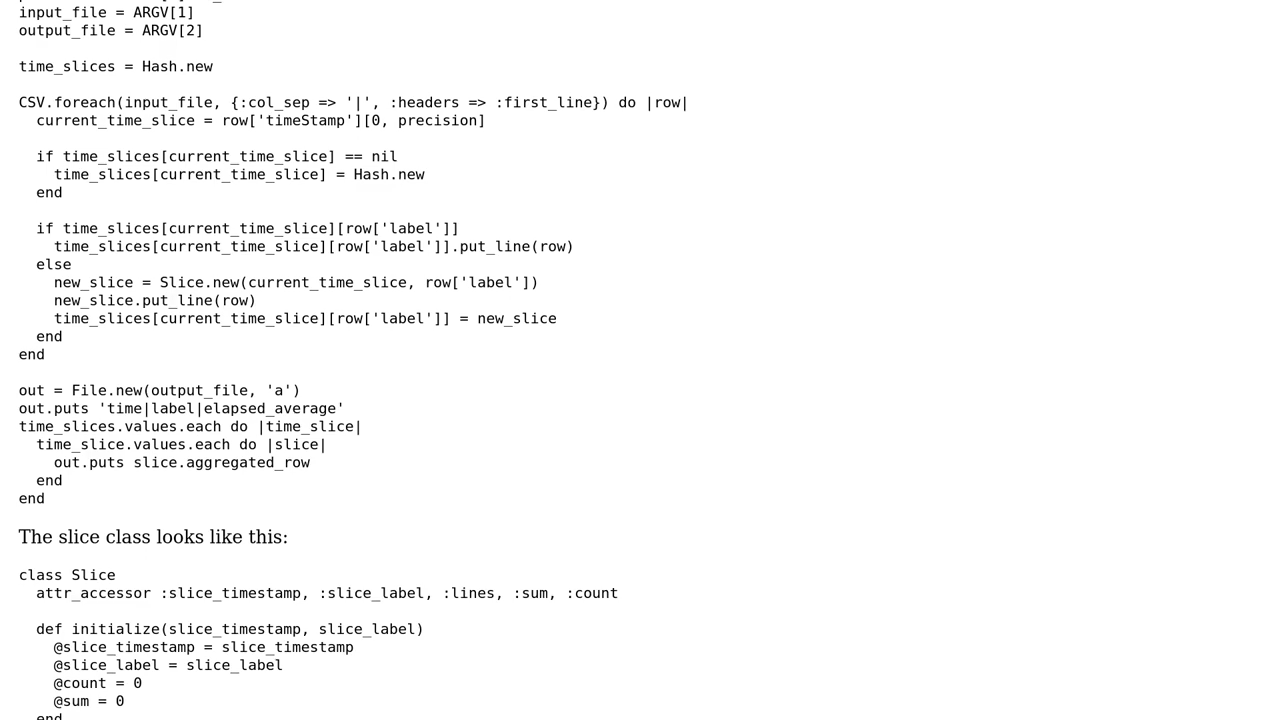 input_file = ARGV[1]
output_file = ARGV[2]

time_slices = Hash.new

CSV.foreach(input_file, {:col_sep => '|', :headers => :first_line}) do |row|
  current_time_slice = row['timeStamp'][0, precision]

  if time_slices[current_time_slice] == nil
    time_slices[current_time_slice] = Hash.new
  end

  if time_slices[current_time_slice][row['label']]
    time_slices[current_time_slice][row['label']].put_line(row)
  else
    new_slice = Slice.new(current_time_slice, row['label'])
    new_slice.put_line(row)
    time_slices[current_time_slice][row['label']] = new_slice
  end
end

out = File.new(output_file, 'a')
out.puts 'time|label|elapsed_average'
time_slices.values.each do |time_slice|
  time_slice.values.each do |slice|
    out.puts slice.aggregated_row
  end
end

The slice class looks like this:

class Slice
  attr_accessor :slice_timestamp, :slice_label, :lines, :sum, :count

  def initialize(slice_timestamp, slice_label)
    @slice_timestamp = slice_timestamp
    @slice_label = slice_label
    @count = 0
    @sum = 0
  end